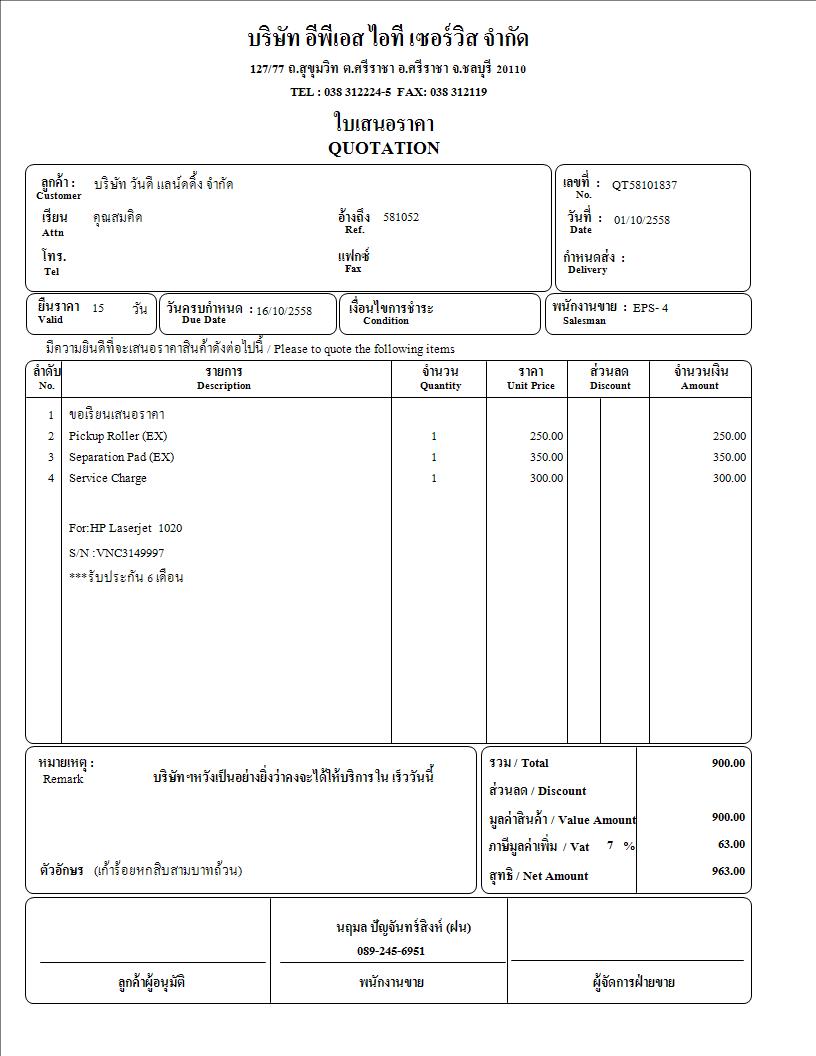 บริษัท อีพีเอส ไอที เซอร์วิส จำกัด
127/77 ถ.สุขุมวิท ต.ศรีราชา อ.ศรีราชา จ.ชลบุรี 20110
TEL : 038 312224-5 FAX: 038 312119
ใบเสนอราคา
QUOTATION
ลูกค้า : บริษัท วันดี แลนด์ดิ้ง จำกัด
Customer
เรียน คุณสมคิด อ้างถึง 581052
Attn Ref.
โทร. แฟกซ์
Tel Fax
เลขที่ : QT58101837
No.
วันที่ : 01/10/2558
Date
กำหนดส่ง :
Delivery
ยืนราคา 15 วัน
Valid
วันครบกำหนด : 16/10/2558
Due Date
เงื่อนไขการชำระ
Condition
พนักงานขาย : EPS- 4
Salesman
มีความยินดีที่จะเสนอราคาสินค้าดังต่อไปนี้ / Please to quote the following items
ลำดับ รายการ จำนวน ราคา ส่วนลด จำนวนเงิน
No. Description Quantity Unit Price Discount Amount
1 ขอเรียนเสนอราคา
2 Pickup Roller (EX) 1 250.00 250.00
3 Separation Pad (EX) 1 350.00 350.00
4 Service Charge 1 300.00 300.00
For:HP Laserjet 1020
S/N :VNC3149997
***รับประกัน 6 เดือน
หมายเหตุ :
Remark บริษัทฯหวังเป็นอย่างยิ่งว่าคงจะได้ให้บริการใน เร็ววันนี้
ตัวอักษร (เก้าร้อยหกสิบสามบาทถ้วน)
รวม / Total 900.00
ส่วนลด / Discount
มูลค่าสินค้า / Value Amount 900.00
ภาษีมูลค่าเพิ่ม / Vat 7 % 63.00
สุทธิ / Net Amount 963.00
นฤมล ปัญจันทร์สิงห์ (ฝน)
089-245-6951
ลูกค้าผู้อนุมัติ พนักงานขาย ผู้จัดการฝ่ายขาย